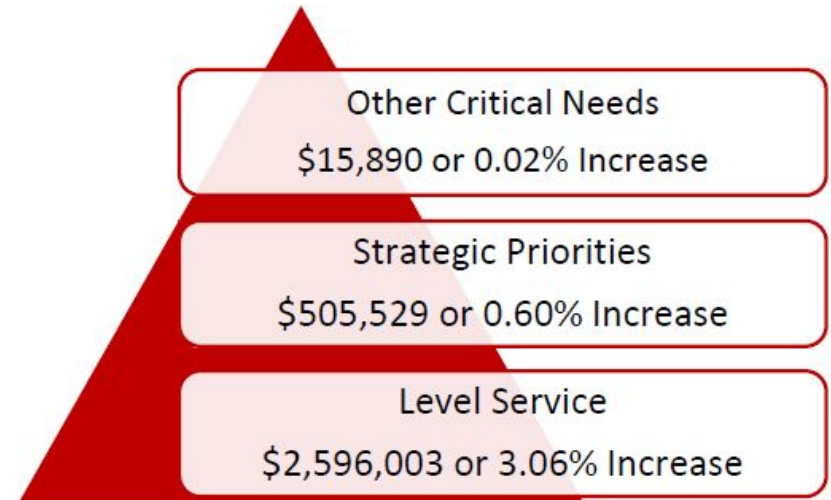 Other Critical Needs
$15,890 or 0.02% Increase
Strategic Priorities
$505,529 or 0.60% Increase
Level Service
$2,596,003 or 3.06% Increase